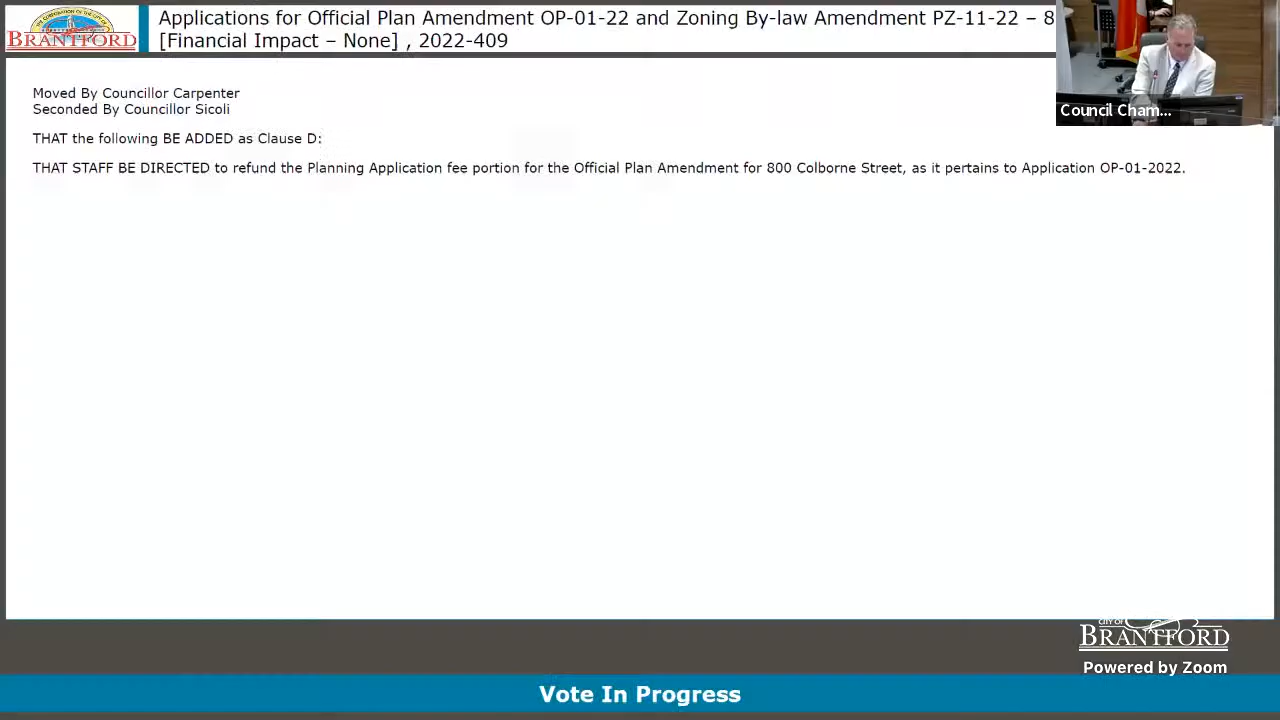 BRANTFORD
Applications for Official Plan Amendment OP-01-22 and Zoning By-law Amendment PZ-11-22 – 8
[Financial Impact – None] , 2022-409
Council Cham...
Moved By Councillor Carpenter
Seconded By Councillor Sicoli
THAT the following BE ADDED as Clause D:
THAT STAFF BE DIRECTED to refund the Planning Application fee portion for the Official Plan Amendment for 800 Colborne Street, as it pertains to Application OP-01-2022.
CITY OF
BRANTFORD
Powered by Zoom
Vote In Progress